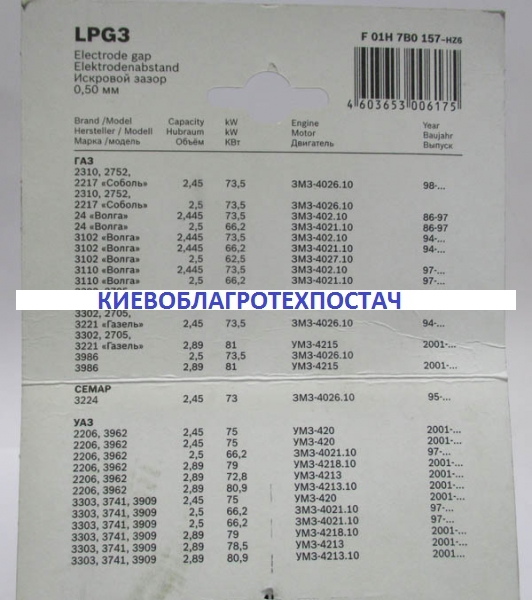 LPG3
Electrode gap
Elektrodenabstand
Искровой зазор
0,50 мм
F 01H 7B0 157-HZ6
4 603653 006175
Brand /Model Capacity kW Engine Year
Hersteller / Modell Hubraum kW Motor Baujahr
Марка /модель Объём КВт Двигатель Выпуск
ГАЗ
2310, 2752,
2217 «Соболь» 2,45 73,5 ЗМЗ-4026.10 98-...
2310, 2752,
2217 «Соболь» 2,5 73,5 ЗМЗ-4026.10
24 «Волга» 2,445 73,5 ЗМЗ-402.10 86-97
24 «Волга» 2,5 66,2 ЗМЗ-4021.10 86-97
3102 «Волга» 2,445 73,5 ЗМЗ-402.10 94-...
3102 «Волга» 2,445 66,2 ЗМЗ-4021.10 94-...
3102 «Волга» 2,5 62,5 ЗМЗ-4027.10
3110 «Волга» 2,445 73,5 ЗМЗ-402.10 97-...
3110 «Волга» 2,5 66,2 ЗМЗ-4021.10 97-...
КИЕВОБЛАГРОТЕХПОСТАЧ
3302, 2705,
3221 «Газель» 2,45 73,5 ЗМЗ-4026.10 94-...
3302, 2705,
3221 «Газель» 2,89 81 УМЗ-4215 2001-...
3986 2,5 73,5 ЗМЗ-4026.10
3986 2,89 81 УМЗ-4215 2001-...
СЕМАР
3224 2,45 73 ЗМЗ-4026.10 95-...
УАЗ
2206, 3962 2,45 75 УМЗ-420 2001-...
2206, 3962 2,45 75 УМЗ-420 2001-...
2206, 3962 2,5 66,2 ЗМЗ-4021.10 97-...
2206, 3962 2,89 79 УМЗ-4218.10 2001-...
2206, 3962 2,89 72,8 УМЗ-4213 2001-...
2206, 3962 2,89 80,9 УМЗ-4213.10 2001-...
3303, 3741, 3909 2,45 75 УМЗ-420 2001-...
3303, 3741, 3909 2,5 66,2 ЗМЗ-4021.10 97-...
3303, 3741, 3909 2,5 66,2 ЗМЗ-4021.10 97-...
3303, 3741, 3909 2,89 79 УМЗ-4218.10 2001-...
3303, 3741, 3909 2,89 78,5 УМЗ-4213 2001-...
3303, 3741, 3909 2,89 80,9 УМЗ-4213.10 2001-...